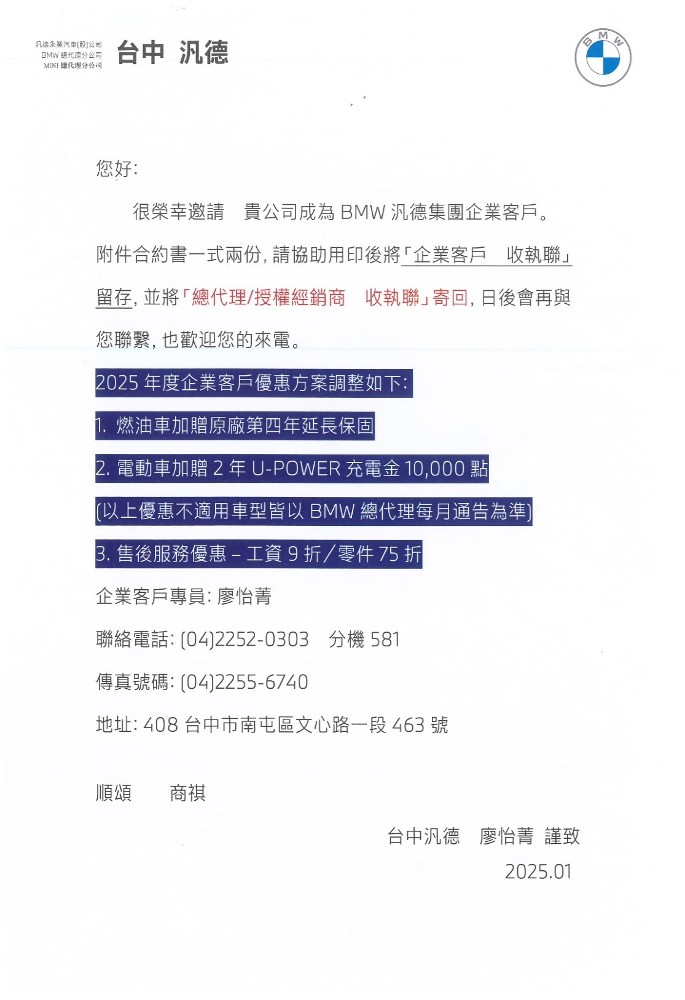 汎德永業汽車(股)公司
BMW 總代理分公司
MINI 總代理分公司
台中 汎德
BMW
您好:
很榮幸邀請　貴公司成為 BMW 汎德集團企業客戶。
附件合約書一式兩份, 請協助用印後將「企業客戶　收執聯」
留存, 並將「總代理/授權經銷商　收執聯」寄回, 日後會再與
您聯繫, 也歡迎您的來電。
2025 年度企業客戶優惠方案調整如下:
1. 燃油車加贈原廠第四年延長保固
2. 電動車加贈 2 年 U-POWER 充電金 10,000 點
(以上優惠不適用車型皆以 BMW 總代理每月通告為準)
3. 售後服務優惠 – 工資 9 折／零件 75 折
企業客戶專員: 廖怡菁
聯絡電話: (04)2252-0303　分機 581
傳真號碼: (04)2255-6740
地址: 408 台中市南屯區文心路一段 463 號
順頌　　商祺
台中汎德　廖怡菁 謹致
2025.01